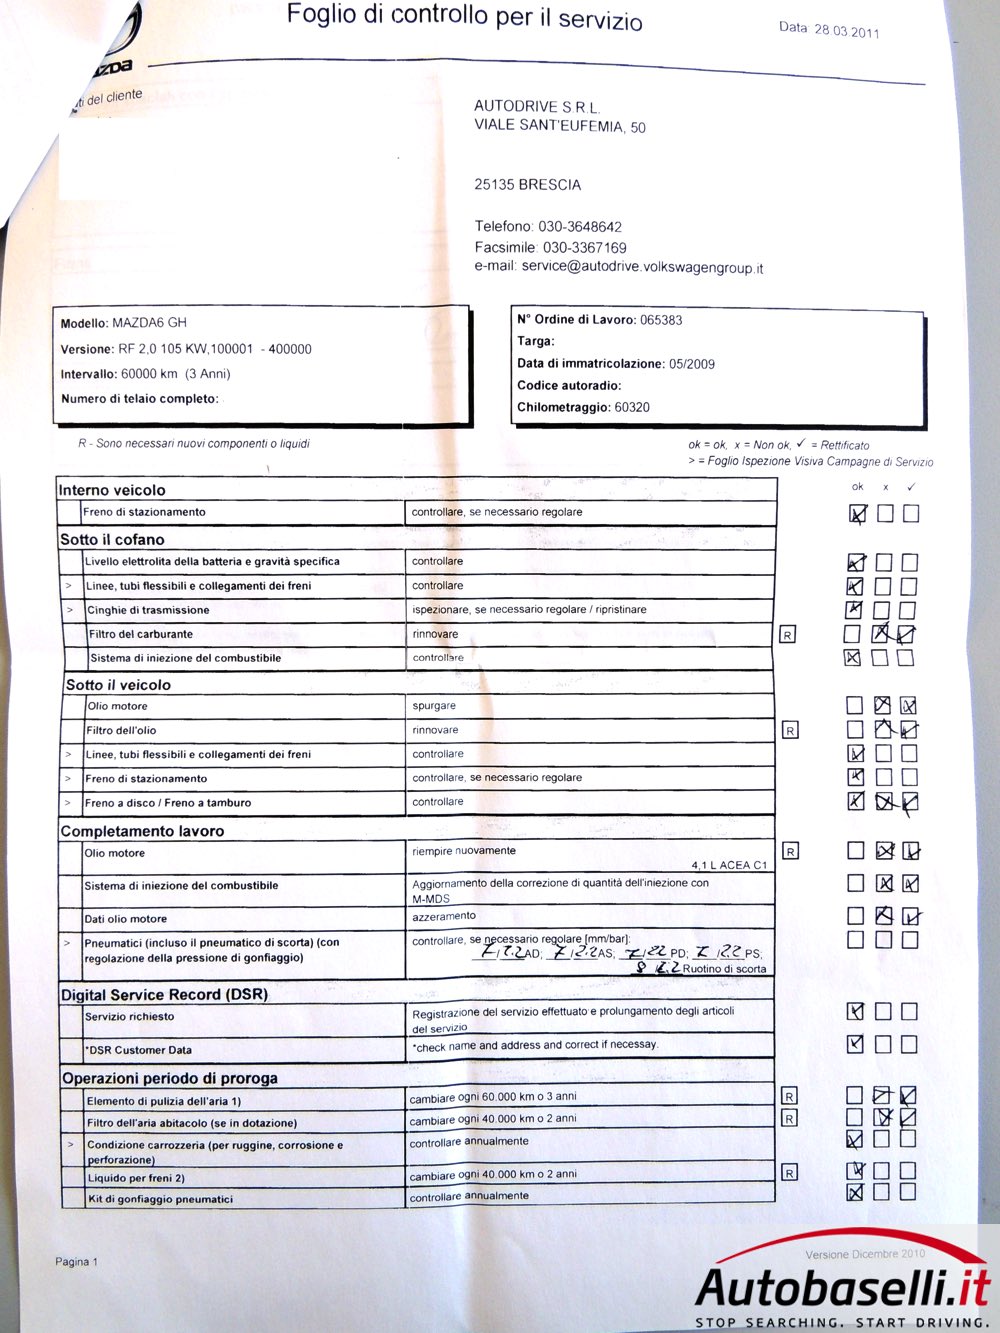 Foglio di controllo per il servizio
Data: 28.03.2011
del cliente
AUTODRIVE S.R.L.
VIALE SANT'EUFEMIA, 50
25135 BRESCIA
Telefono: 030-3648642
Facsimile: 030-3367169
e-mail: service@autodrive.volkswagengroup.it
Modello: MAZDA6 GH
Versione: RF 2,0 105 KW,100001 - 400000
Intervallo: 60000 km (3 Anni)
Numero di telaio completo:
N° Ordine di Lavoro: 065383
Targa:
Data di immatricolazione: 05/2009
Codice autoradio:
Chilometraggio: 60320
R - Sono necessari nuovi componenti o liquidi
ok = ok, x = Non ok, ✓ = Rettificato
> = Foglio Ispezione Visiva Campagne di Servizio
ok x ✓
Interno veicolo
Freno di stazionamento controllare, se necessario regolare
Sotto il cofano
Livello elettrolita della batteria e gravità specifica controllare
> Linee, tubi flessibili e collegamenti dei freni controllare
> Cinghie di trasmissione ispezionare, se necessario regolare / ripristinare
Filtro del carburante rinnovare R
Sistema di iniezione del combustibile controllare
Sotto il veicolo
Olio motore spurgare
Filtro dell'olio rinnovare R
> Linee, tubi flessibili e collegamenti dei freni controllare
> Freno di stazionamento controllare, se necessario regolare
> Freno a disco / Freno a tamburo controllare
Completamento lavoro
Olio motore riempire nuovamente R
4,1 L ACEA C1
Sistema di iniezione del combustibile Aggiornamento della correzione di quantità dell'iniezione con
M-MDS
Dati olio motore azzeramento
> Pneumatici (incluso il pneumatico di scorta) (con controllare, se necessario regolare [mm/bar]:
regolazione della pressione di gonfiaggio) 7/2.2AD; 7/2.2AS; 7/22 PD; 7/22PS;
8 2.2 Ruotino di scorta
Digital Service Record (DSR)
Servizio richiesto Registrazione del servizio effettuato e prolungamento degli articoli
del servizio
*DSR Customer Data *check name and address and correct if necessay.
Operazioni periodo di proroga
Elemento di pulizia dell'aria 1) cambiare ogni 60.000 km o 3 anni R
Filtro dell'aria abitacolo (se in dotazione) cambiare ogni 40.000 km o 2 anni R
> Condizione carrozzeria (per ruggine, corrosione e controllare annualmente
perforazione)
Liquido per freni 2) cambiare ogni 40.000 km o 2 anni R
Kit di gonfiaggio pneumatici controllare annualmente
Pagina 1
Versione Dicembre 2010
Autobaselli.it
STOP SEARCHING. START DRIVING.